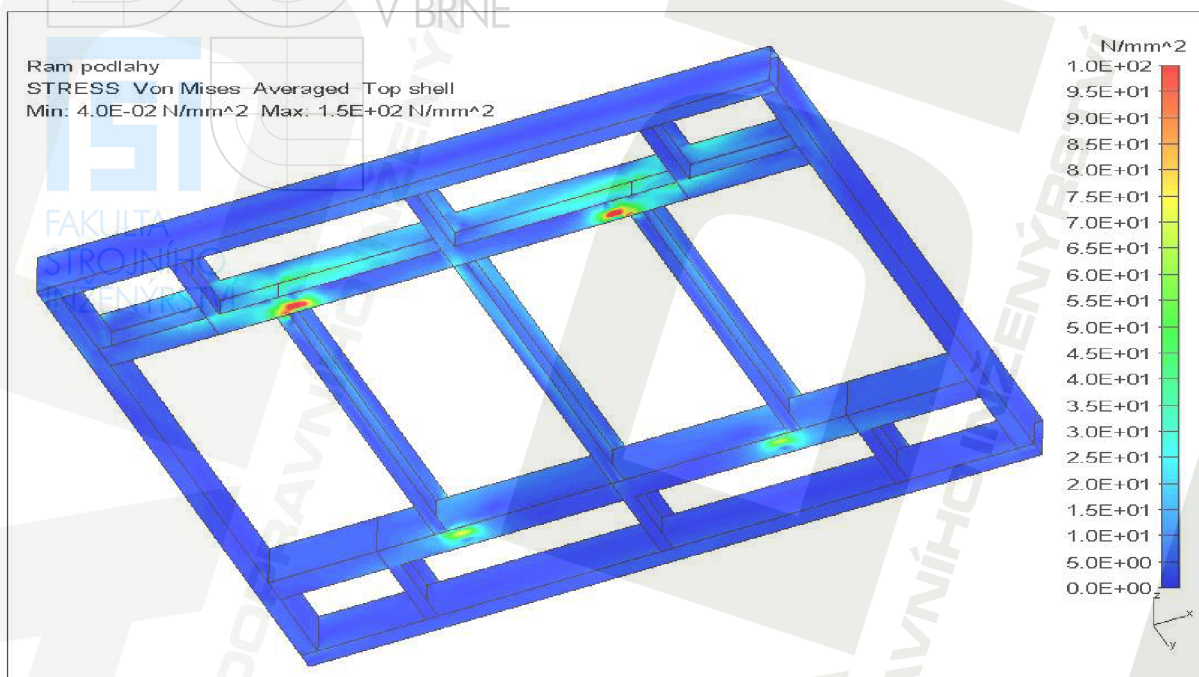 V BRNĚ
Ram podlahy
STRESS Von Mises Averaged Top shell
Min: 4.0E-02 N/mm^2 Max: 1.5E+02 N/mm^2
FAKULTA
STROJNÍHO
INŽENÝRSTVÍ
N/mm^2
1.0E+02
9.5E+01
9.0E+01
8.5E+01
8.0E+01
7.5E+01
7.0E+01
6.5E+01
6.0E+01
5.5E+01
5.0E+01
4.5E+01
4.0E+01
3.5E+01
3.0E+01
2.5E+01
2.0E+01
1.5E+01
1.0E+01
5.0E+00
0.0E+00
z
x
y